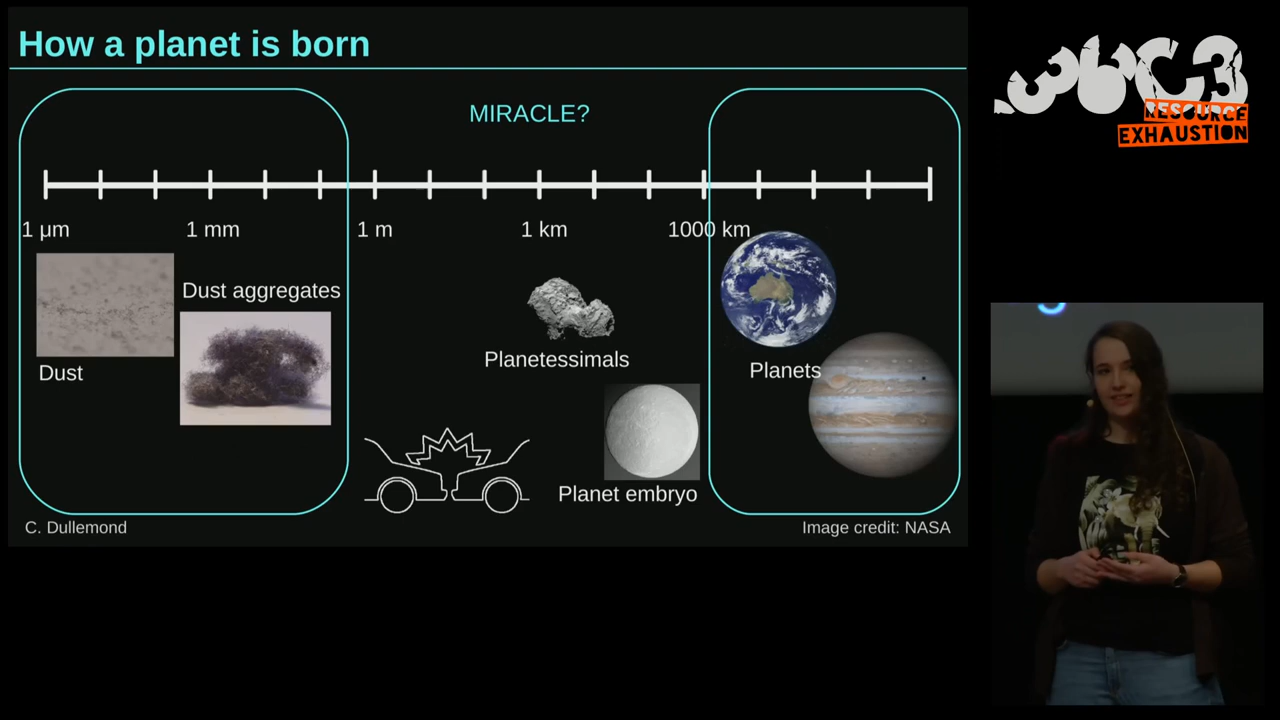 How a planet is born
MIRACLE?
1 μm
1 mm
1 m
1 km
1000 km
Dust aggregates
Dust
Planetessimals
Planets
Planet embryo
C. Dullemond
Image credit: NASA
36C3
RESOURCE
EXHAUSTION